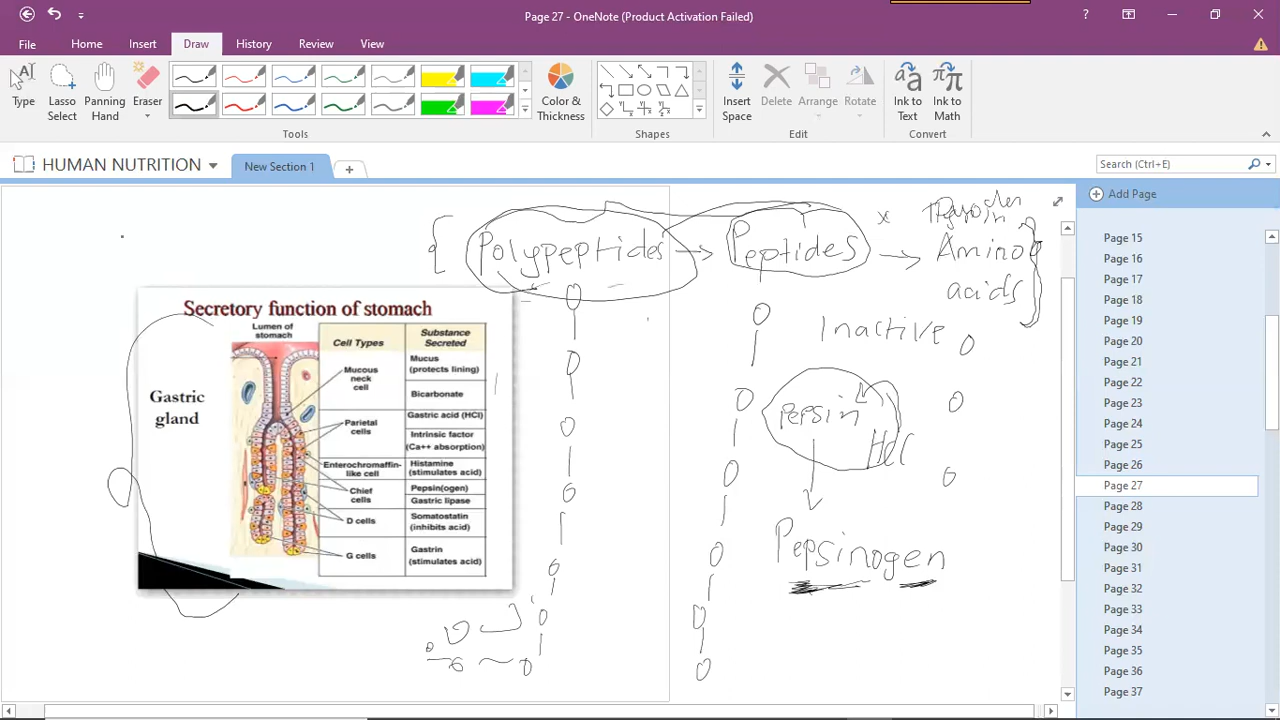 Page 27 - OneNote (Product Activation Failed)
File Home Insert Draw History Review View
Type
Lasso Select
Panning Hand
Eraser
Color & Thickness
Insert Space
Delete
Arrange
Rotate
Ink to Text
Ink to Math
Tools
Shapes
Edit
Convert
HUMAN NUTRITION
New Section 1
Search (Ctrl+E)
Add Page
Page 15
Page 16
Page 17
Page 18
Page 19
Page 20
Page 21
Page 22
Page 23
Page 24
Page 25
Page 26
Page 27
Page 28
Page 29
Page 30
Page 31
Page 32
Page 33
Page 34
Page 35
Page 36
Page 37
Polypeptides → Peptides → Amino
acids
Inactive
Pepsin
HCl
Pepsinogen
Secretory function of stomach
Gastric
gland
Lumen of
stomach
Cell Types
Substance
Secreted
Mucous
neck
cell
Mucus
(protects lining)
Bicarbonate
Parietal
cells
Gastric acid (HCl)
Intrinsic factor
(Ca++ absorption)
Enterochromaffin-
like cell
Histamine
(stimulates acid)
Chief
cells
Pepsin(ogen)
Gastric lipase
D cells
Somatostatin
(inhibits acid)
G cells
Gastrin
(stimulates acid)